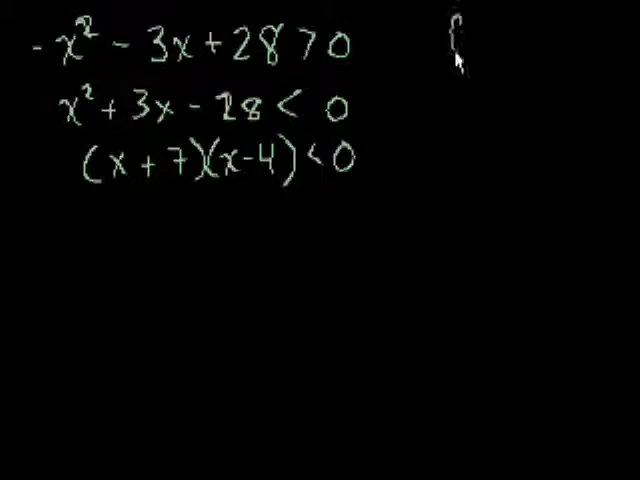 -x² - 3x + 28 > 0
x² + 3x - 28 < 0
(x + 7)(x - 4) < 0